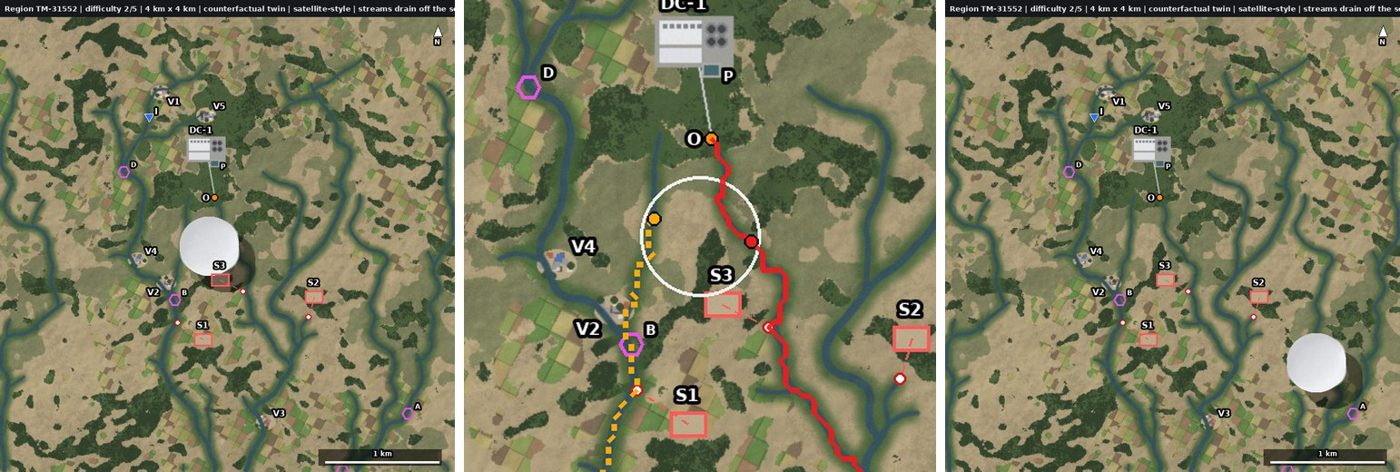 Region TM-31552 | difficulty 2/5 | 4 km x 4 km | counterfactual twin | satellite-style | streams drain off the s
N
V1
I
V5
DC-1
D
P
O
V4
S3
V2
B
S2
S1
V3
A
1 km
DC-1
D
P
O
V4
S3
V2
B
S2
S1
Region TM-31552 | difficulty 2/5 | 4 km x 4 km | counterfactual twin | satellite-style | streams drain off the s
N
V1
I
V5
DC-1
D
P
O
V4
S3
V2
B
S2
S1
V3
A
1 km